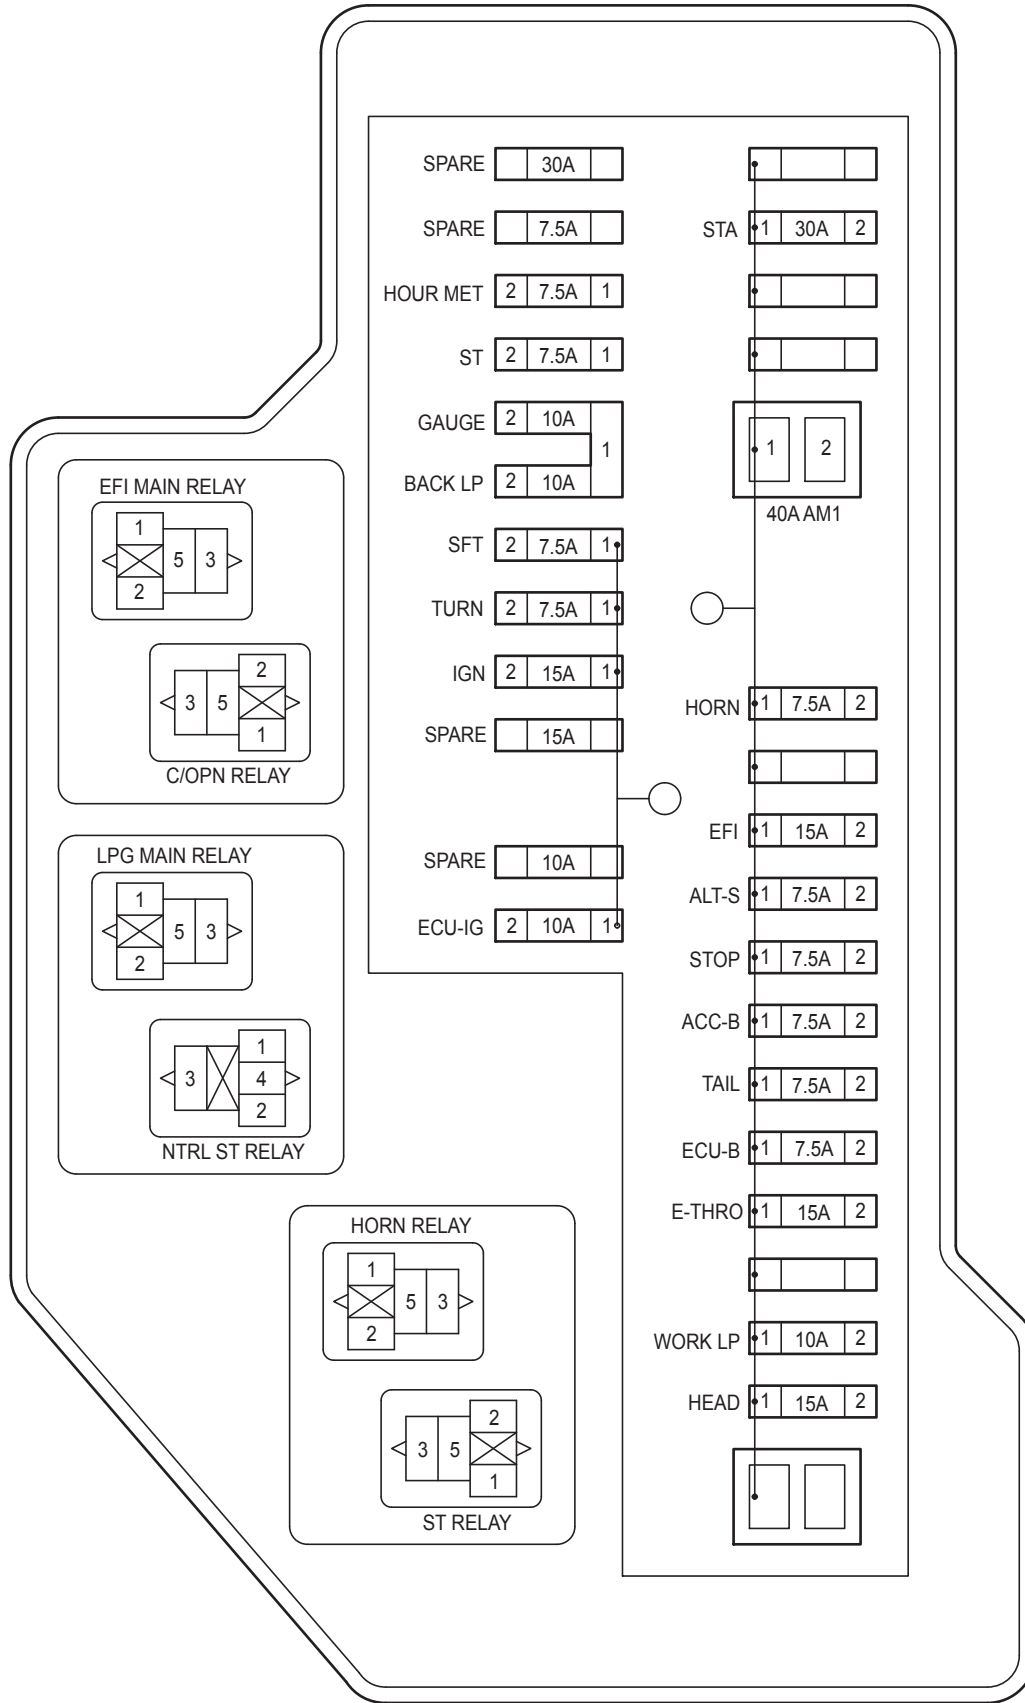 SPARE 30A
SPARE 7.5A
HOUR MET 2 7.5A 1
ST 2 7.5A 1
GAUGE 2 10A
1
BACK LP 2 10A
SFT 2 7.5A 1
TURN 2 7.5A 1
IGN 2 15A 1
SPARE 15A
SPARE 10A
ECU-IG 2 10A 1
STA 1 30A 2
1 2
40A AM1
HORN 1 7.5A 2
EFI 1 15A 2
ALT-S 1 7.5A 2
STOP 1 7.5A 2
ACC-B 1 7.5A 2
TAIL 1 7.5A 2
ECU-B 1 7.5A 2
E-THRO 1 15A 2
WORK LP 1 10A 2
HEAD 1 15A 2
EFI MAIN RELAY
1
5 3
2
2
3 5
1
C/OPN RELAY
LPG MAIN RELAY
1
5 3
2
1
3 4
2
NTRL ST RELAY
HORN RELAY
1
5 3
2
2
3 5
1
ST RELAY